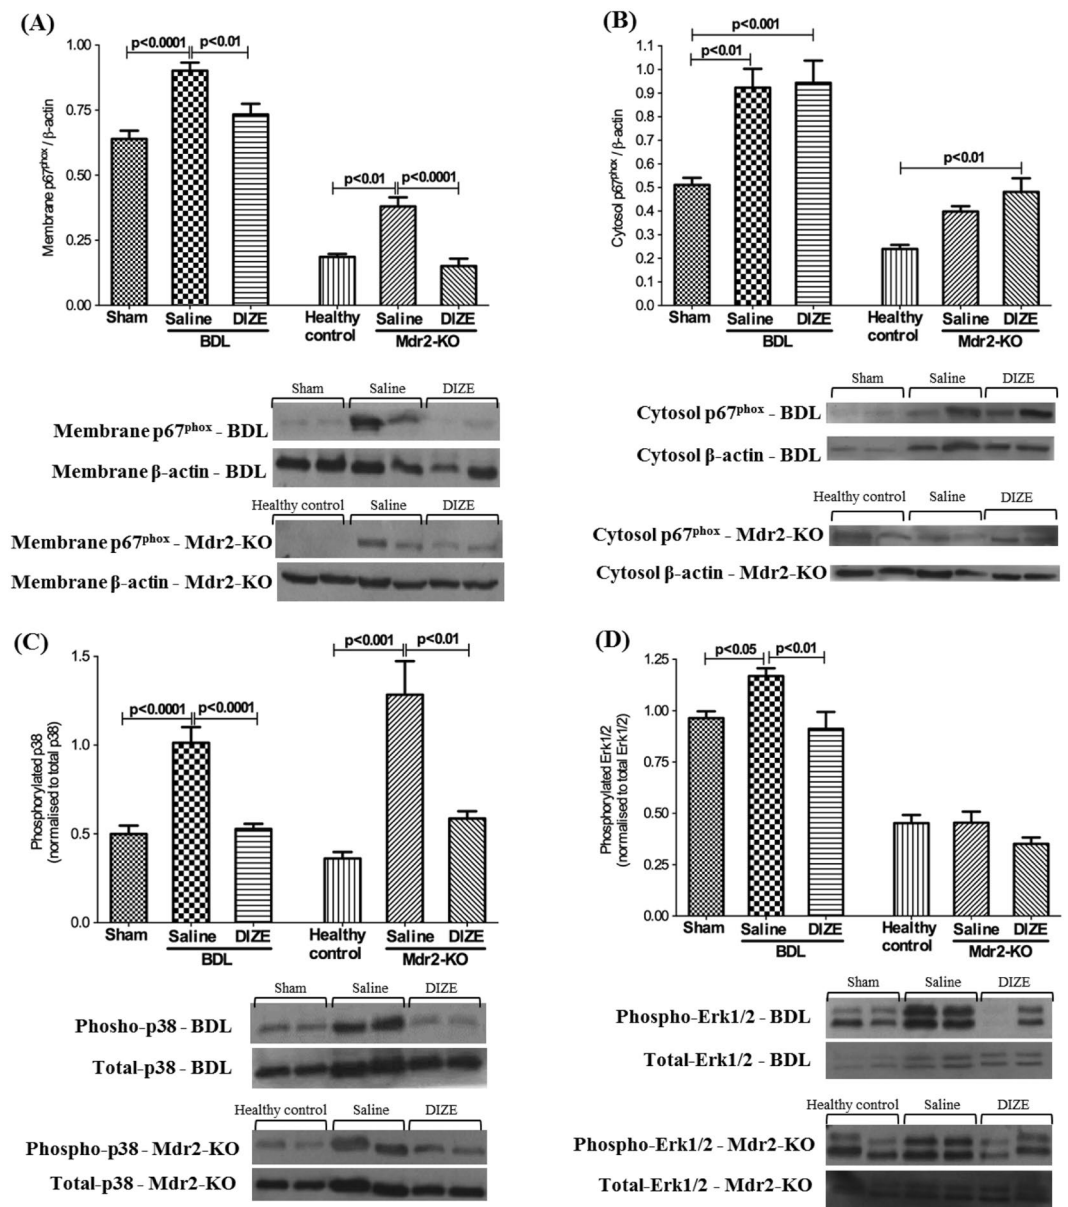 (A)
p<0.0001
p<0.01
1.00
0.75
0.50
0.25
0.00
Membrane p67phox / β-actin
p<0.01
p<0.0001
Sham
Saline
DIZE
BDL
Healthy control
Saline
DIZE
Mdr2-KO
Sham
Saline
DIZE
Membrane p67phox - BDL
Membrane β-actin - BDL
Healthy control
Saline
DIZE
Membrane p67phox - Mdr2-KO
Membrane β-actin - Mdr2-KO
(B)
p<0.001
p<0.01
1.1
1.0
0.9
0.8
0.7
0.6
0.5
0.4
0.3
0.2
0.1
0.0
Cytosol p67phox / β-actin
p<0.01
Sham
Saline
DIZE
BDL
Healthy
control
Saline
DIZE
Mdr2-KO
Sham
Saline
DIZE
Cytosol p67phox - BDL
Cytosol β-actin - BDL
Healthy control
Saline
DIZE
Cytosol p67phox - Mdr2-KO
Cytosol β-actin - Mdr2-KO
(C)
p<0.001
p<0.01
1.5
1.0
0.5
0.0
Phosphorylated p38
(normalised to total p38)
p<0.0001
p<0.0001
Sham
Saline
DIZE
BDL
Healthy
control
Saline
DIZE
Mdr2-KO
Sham
Saline
DIZE
Phosho-p38 - BDL
Total-p38 - BDL
Healthy control
Saline
DIZE
Phospho-p38 - Mdr2-KO
Total-p38 - Mdr2-KO
(D)
p<0.05
p<0.01
1.25
1.00
0.75
0.50
0.25
0.00
Phosphorylated Erk1/2
(normalised to total Erk1/2)
Sham
Saline
DIZE
BDL
Healthy
control
Saline
DIZE
Mdr2-KO
Sham
Saline
DIZE
Phospho-Erk1/2 - BDL
Total-Erk1/2 - BDL
Healthy control
Saline
DIZE
Phospho-Erk1/2 - Mdr2-KO
Total-Erk1/2 - Mdr2-KO